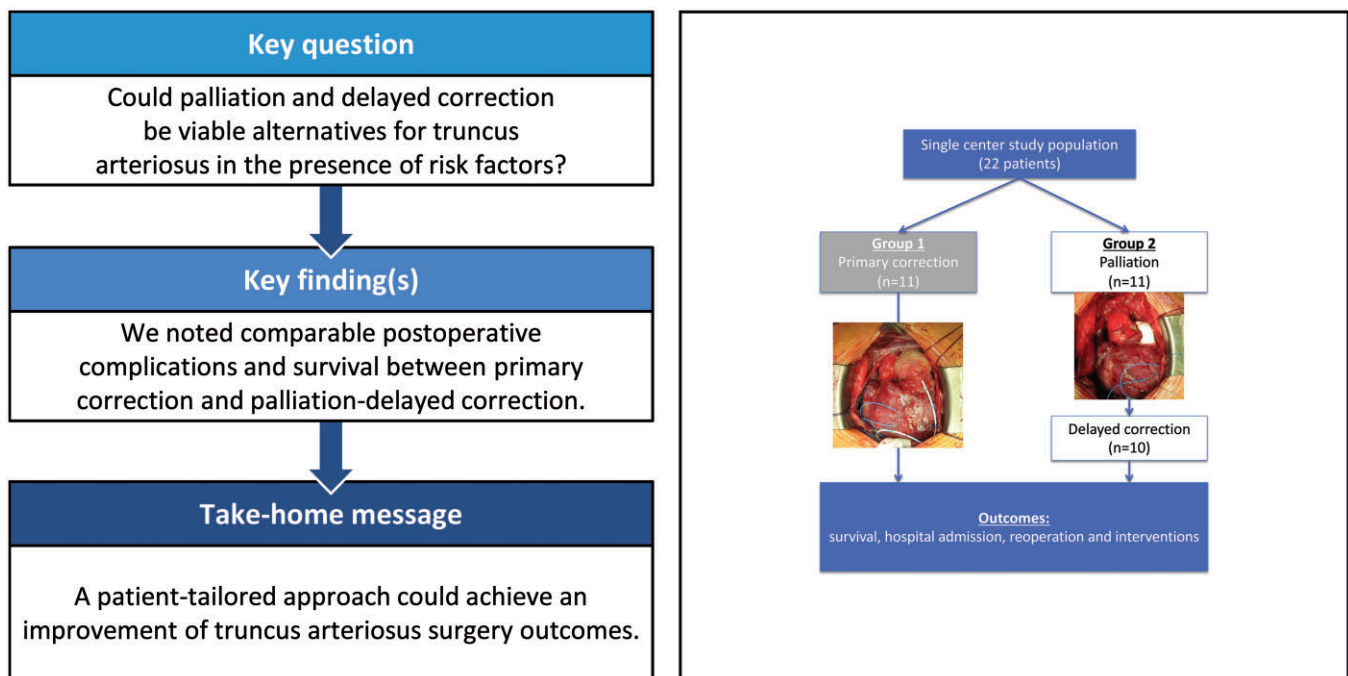 Key question
Could palliation and delayed correction
be viable alternatives for truncus
arteriosus in the presence of risk factors?
Key finding(s)
We noted comparable postoperative
complications and survival between primary
correction and palliation-delayed correction.
Take-home message
A patient-tailored approach could achieve an
improvement of truncus arteriosus surgery outcomes.
Single center study population
(22 patients)
Group 1
Primary correction
(n=11)
Group 2
Palliation
(n=11)
Delayed correction
(n=10)
Outcomes:
survival, hospital admission, reoperation and interventions